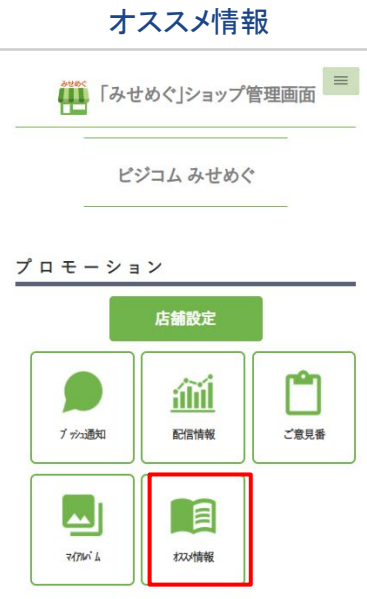 オススメ情報
みせめぐ
「みせめぐ」ショップ管理画面
ビジコム みせめぐ
プロモーション
店舗設定
プッシュ通知
配信情報
ご意見番
マイアルバム
オススメ情報